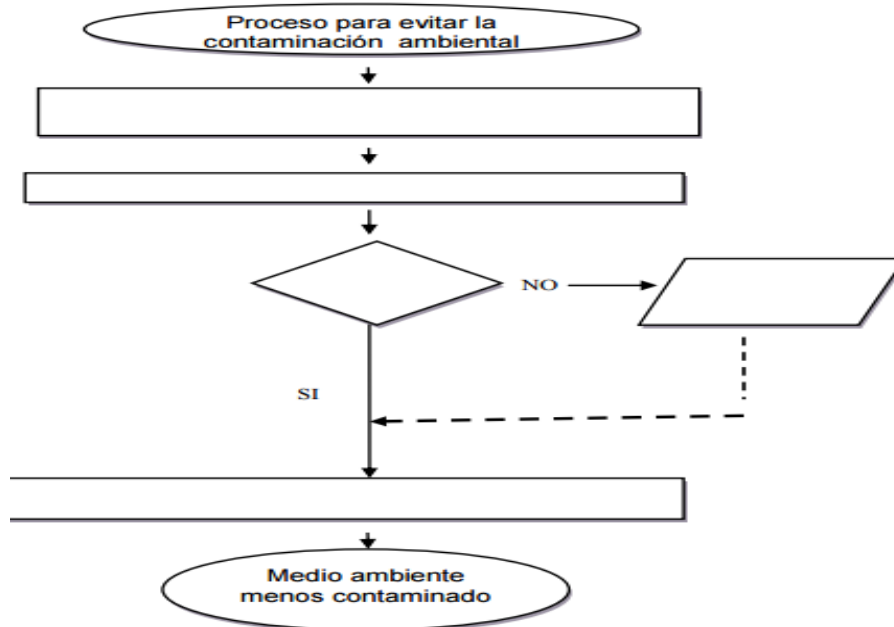 Proceso para evitar la
contaminación ambiental
NO
SI
Medio ambiente
menos contaminado